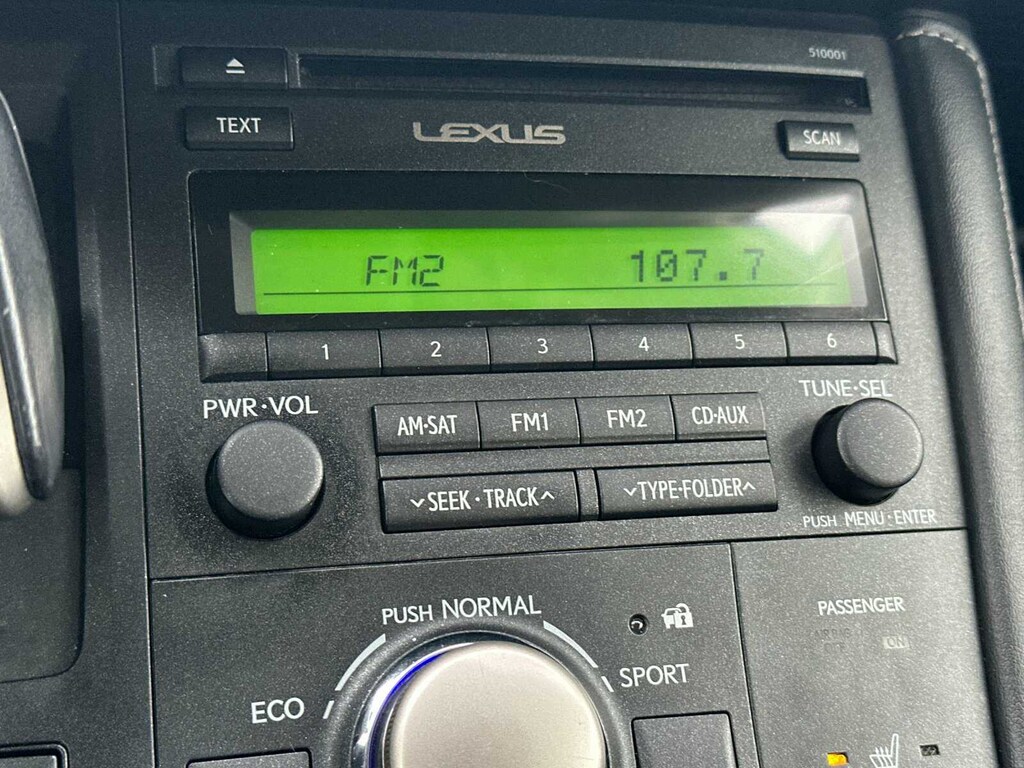 510001
TEXT
LEXUS
SCAN
FM2 107.7
1 2 3 4 5 6
PWR·VOL
TUNE·SEL
AM·SAT FM1 FM2 CD·AUX
SEEK · TRACK
TYPE·FOLDER
PUSH MENU·ENTER
PUSH NORMAL
PASSENGER
ON
SPORT
ECO